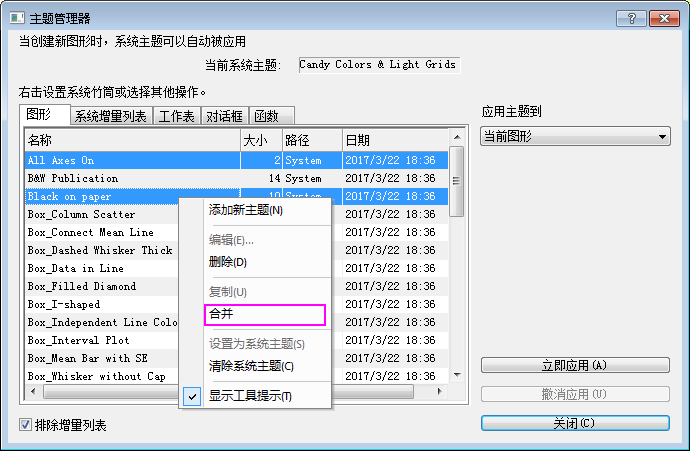 主题管理器
当创建新图形时，系统主题可以自动被应用
当前系统主题: Candy Colors & Light Grids
右击设置系统竹简或选择其他操作。
图形 系统增量列表 工作表 对话框 函数
应用主题到
当前图形
名称 大小 路径 日期
All Axes On 2 System 2017/3/22 18:36
B&W Publication 14 System 2017/3/22 18:36
Black on paper 10 System 2017/3/22 18:36
Box_Column Scatter 2017/3/22 18:36
Box_Connect Mean Line 2017/3/22 18:36
Box_Dashed Whisker Thick 2017/3/22 18:36
Box_Data in Line 2017/3/22 18:36
Box_Filled Diamond 2017/3/22 18:36
Box_I-shaped 2017/3/22 18:36
Box_Independent Line Colo 2017/3/22 18:36
Box_Interval Plot 2017/3/22 18:36
Box_Mean Bar with SE 2017/3/22 18:36
Box_Whisker without Cap 2017/3/22 18:36
添加新主题(N)
编辑(E)...
删除(D)
复制(U)
合并
设置为系统主题(S)
清除系统主题(C)
显示工具提示(T)
立即应用(A)
撤消应用(U)
关闭(C)
排除增量列表